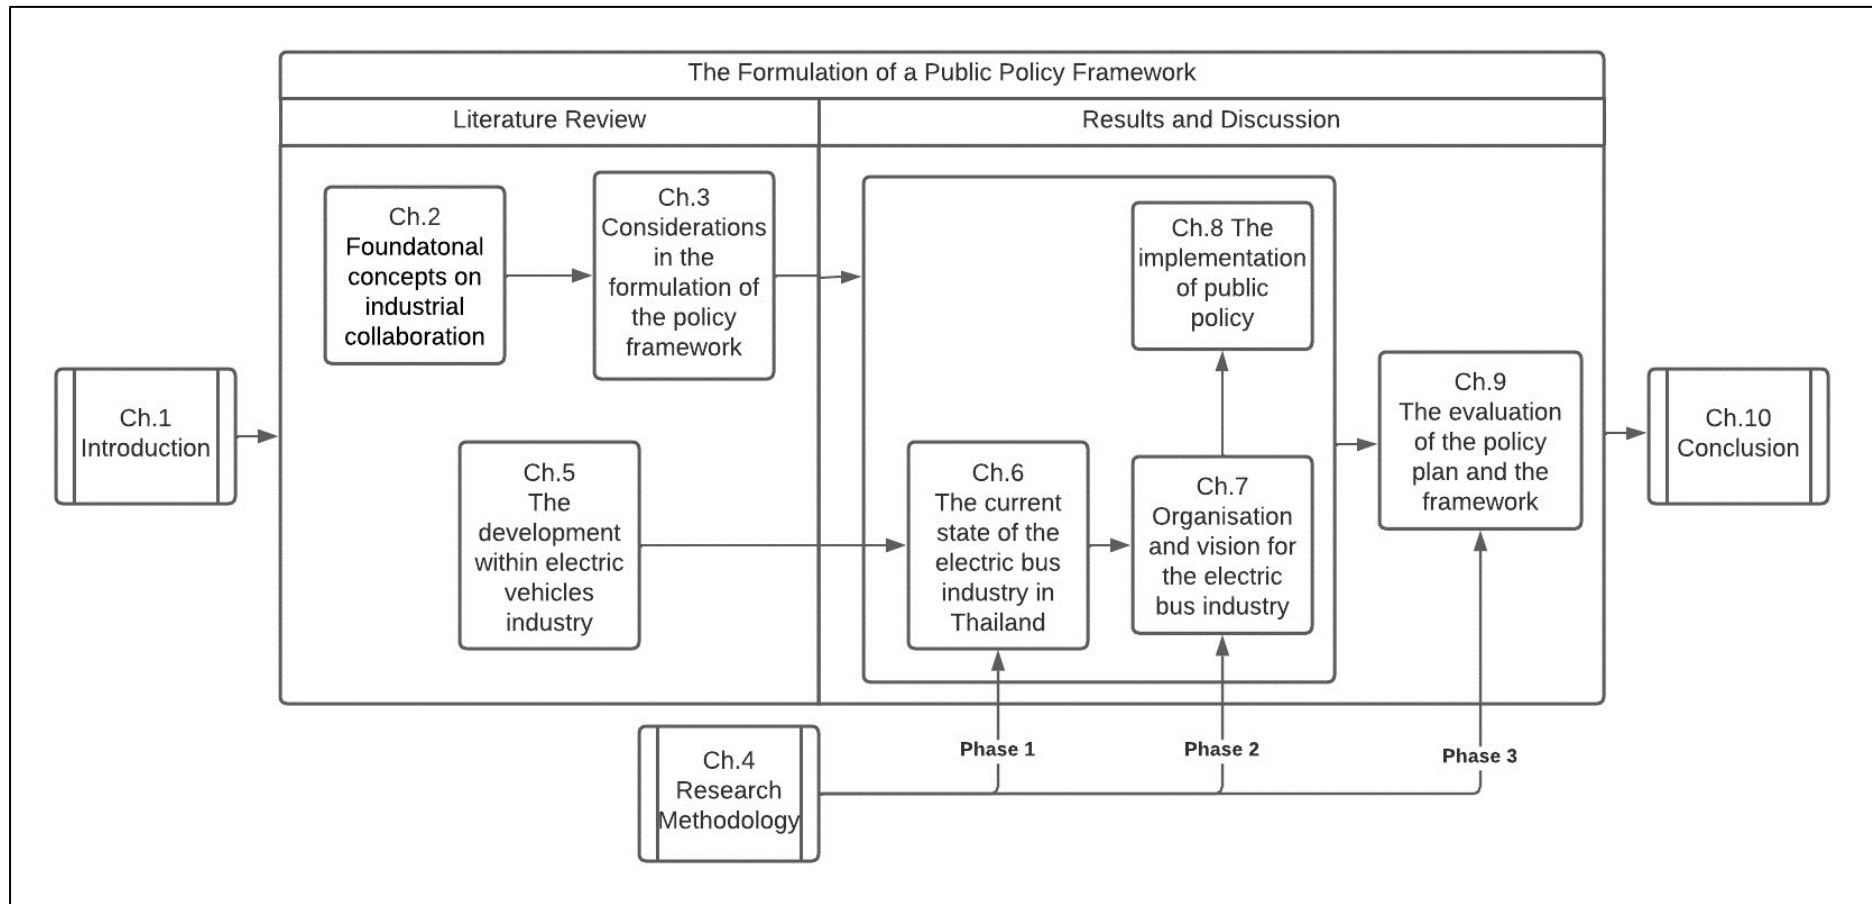 The Formulation of a Public Policy Framework
Literature Review
Results and Discussion
Ch.1
Introduction
Ch.2
Foundatonal
concepts on
industrial
collaboration
Ch.3
Considerations
in the
formulation of
the policy
framework
Ch.5
The
development
within electric
vehicles
industry
Ch.6
The current
state of the
electric bus
industry in
Thailand
Ch.7
Organisation
and vision for
the electric
bus industry
Ch.8 The
implementation
of public
policy
Ch.9
The evaluation
of the policy
plan and the
framework
Ch.10
Conclusion
Ch.4
Research
Methodology
Phase 1
Phase 2
Phase 3